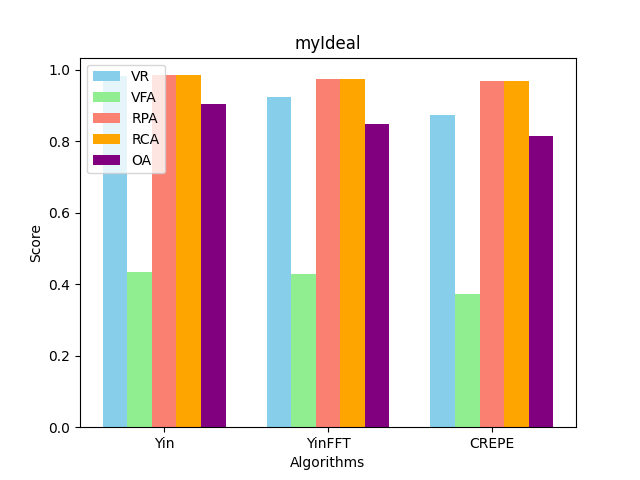 myIdeal
1.0
0.8
0.6
0.4
0.2
0.0
Score
VR
VFA
RPA
RCA
OA
Yin
YinFFT
CREPE
Algorithms